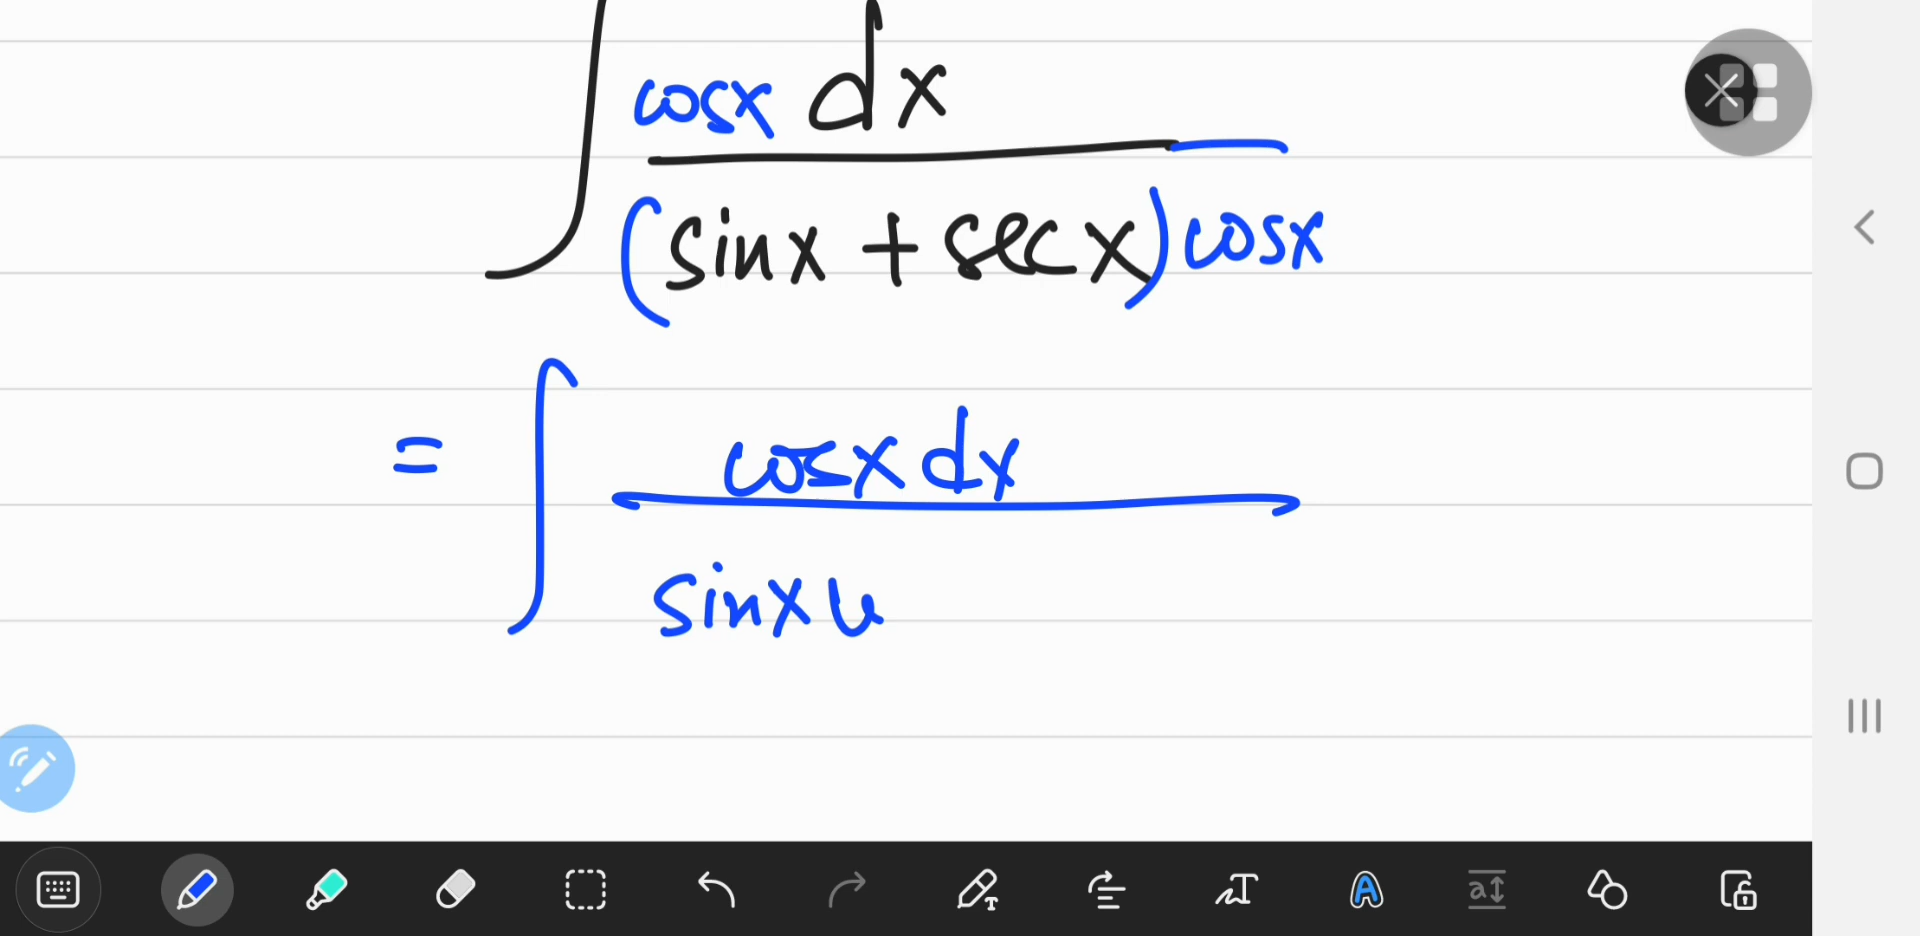 ∫ cosx dx
(sinx + secx) cosx
= ∫ cosx dx
sinx